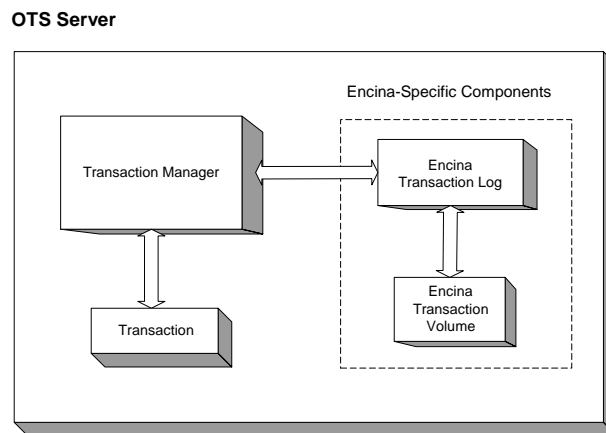 OTS Server
Encina-Specific Components
Transaction Manager
Encina
Transaction Log
Transaction
Encina
Transaction
Volume